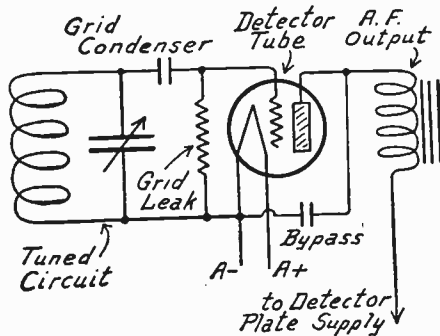 Grid
Condenser
Detector
Tube
A.F.
Output
Grid
Leak
Tuned
Circuit
Bypass
A-
A+
to Detector
Plate Supply